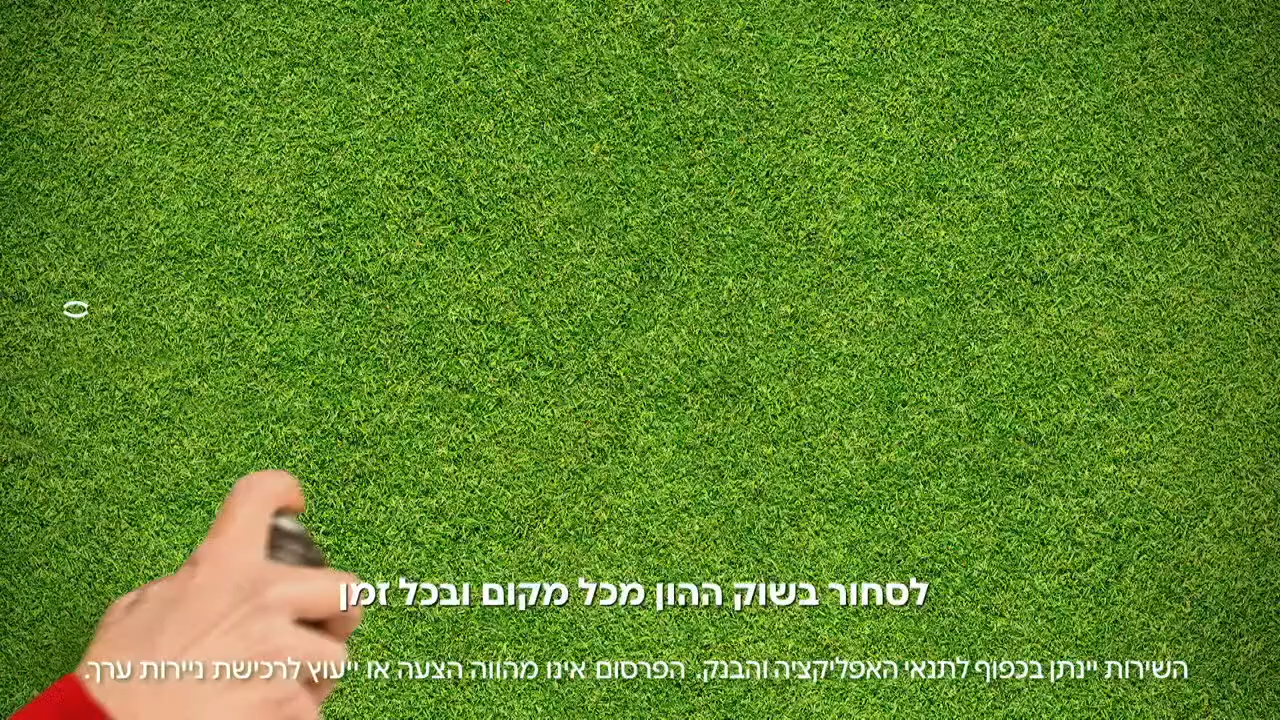 לסחור בשוק ההון מכל מקום ובכל זמן
השירות יינתן בכפוף לתנאי האפליקציה והבנק. הפרסום אינו מהווה הצעה או ייעוץ לרכישת ניירות ערך.